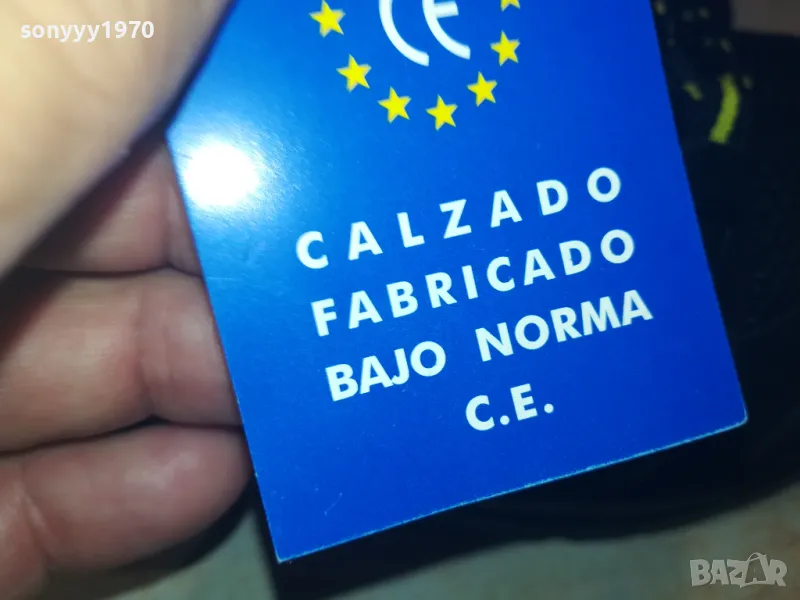 sonyyy1970
CE
CALZADO
FABRICADO
BAJO NORMA
C.E.
BAZAR